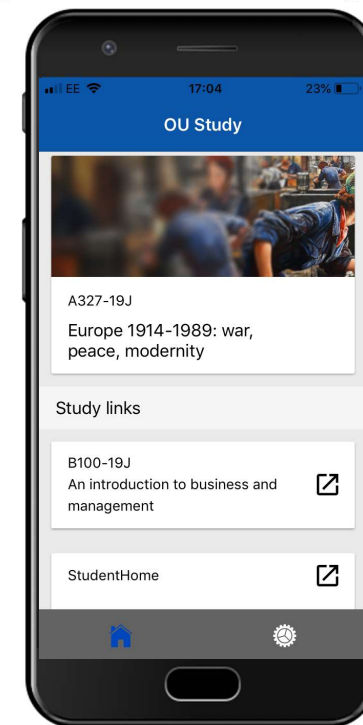 EE 17:04 23%
OU Study
A327-19J
Europe 1914-1989: war,
peace, modernity
Study links
B100-19J
An introduction to business and
management
StudentHome